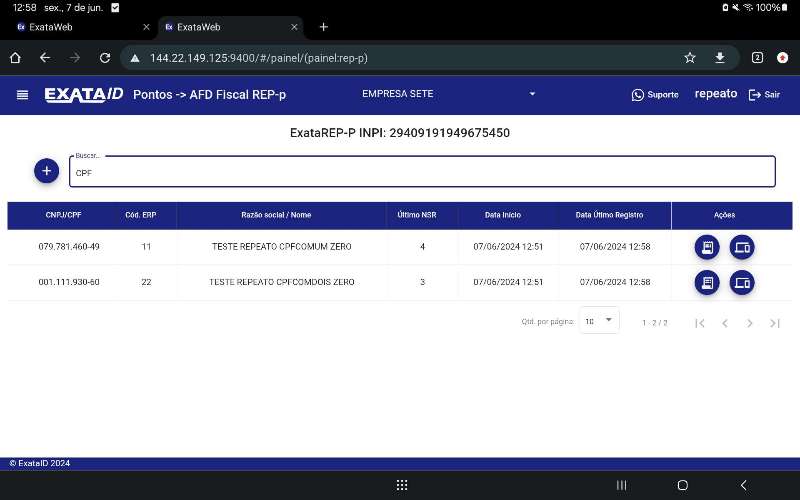 12:58 sex., 7 de jun. 100%
ExataWeb
ExataWeb
144.22.149.125:9400/#/painel/(painel:rep-p) 2
EXATAID Pontos -> AFD Fiscal REP-p EMPRESA SETE Suporte repeato Sair
ExataREP-P INPI: 29409191949675450
Buscar...
CPF
CNPJ/CPF Cód. ERP Razão social / Nome Último NSR Data Início Data Útimo Registro Ações
079.781.460-49 11 TESTE REPEATO CPFCOMUM ZERO 4 07/06/2024 12:51 07/06/2024 12:58
001.111.930-60 22 TESTE REPEATO CPFCOMDOIS ZERO 3 07/06/2024 12:51 07/06/2024 12:58
Qtd. por página: 10 1 - 2 / 2
© ExataID 2024